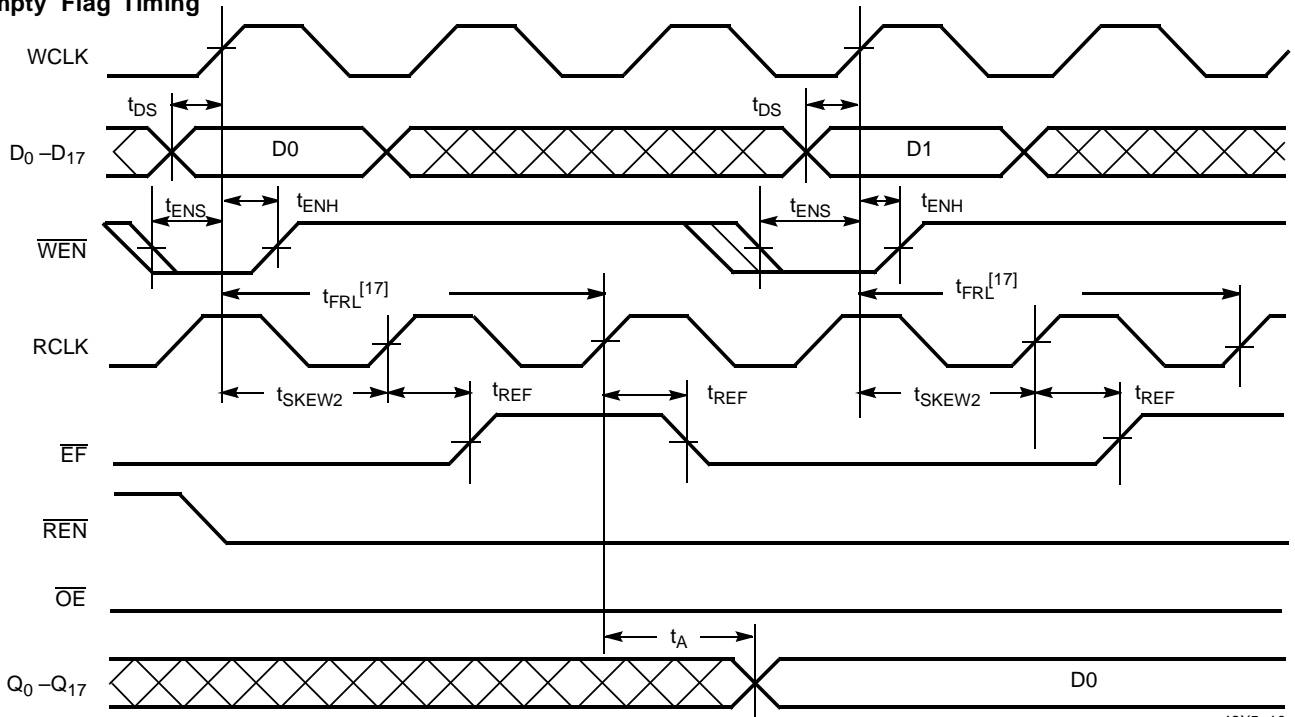 Empty Flag Timing
WCLK
tDS
tDS
D0 –D17
D0
D1
tENS
tENH
tENS
tENH
WEN
tFRL[17]
tFRL[17]
RCLK
tSKEW2
tREF
tREF
tSKEW2
tREF
EF
REN
OE
tA
Q0 –Q17
D0